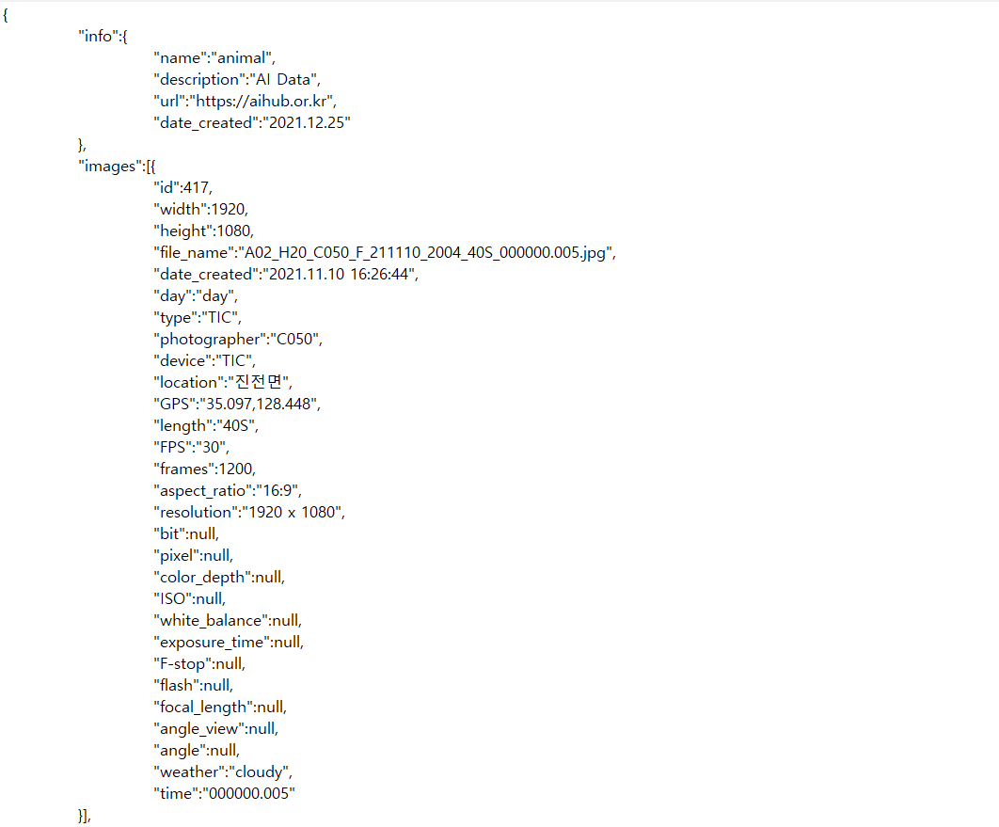 {
"info":{
"name":"animal",
"description":"AI Data",
"url":"https://aihub.or.kr",
"date_created":"2021.12.25"
},
"images":[{
"id":417,
"width":1920,
"height":1080,
"file_name":"A02_H20_C050_F_211110_2004_40S_000000.005.jpg",
"date_created":"2021.11.10 16:26:44",
"day":"day",
"type":"TIC",
"photographer":"C050",
"device":"TIC",
"location":"진전면",
"GPS":"35.097,128.448",
"length":"40S",
"FPS":"30",
"frames":1200,
"aspect_ratio":"16:9",
"resolution":"1920 x 1080",
"bit":null,
"pixel":null,
"color_depth":null,
"ISO":null,
"white_balance":null,
"exposure_time":null,
"F-stop":null,
"flash":null,
"focal_length":null,
"angle_view":null,
"angle":null,
"weather":"cloudy",
"time":"000000.005"
}],